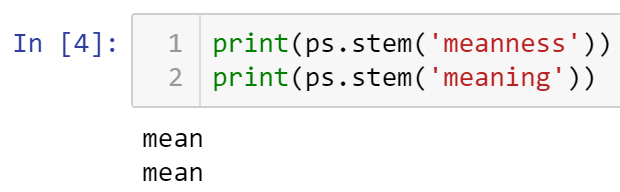 In [4]:
1 print(ps.stem('meanness'))
2 print(ps.stem('meaning'))
mean
mean